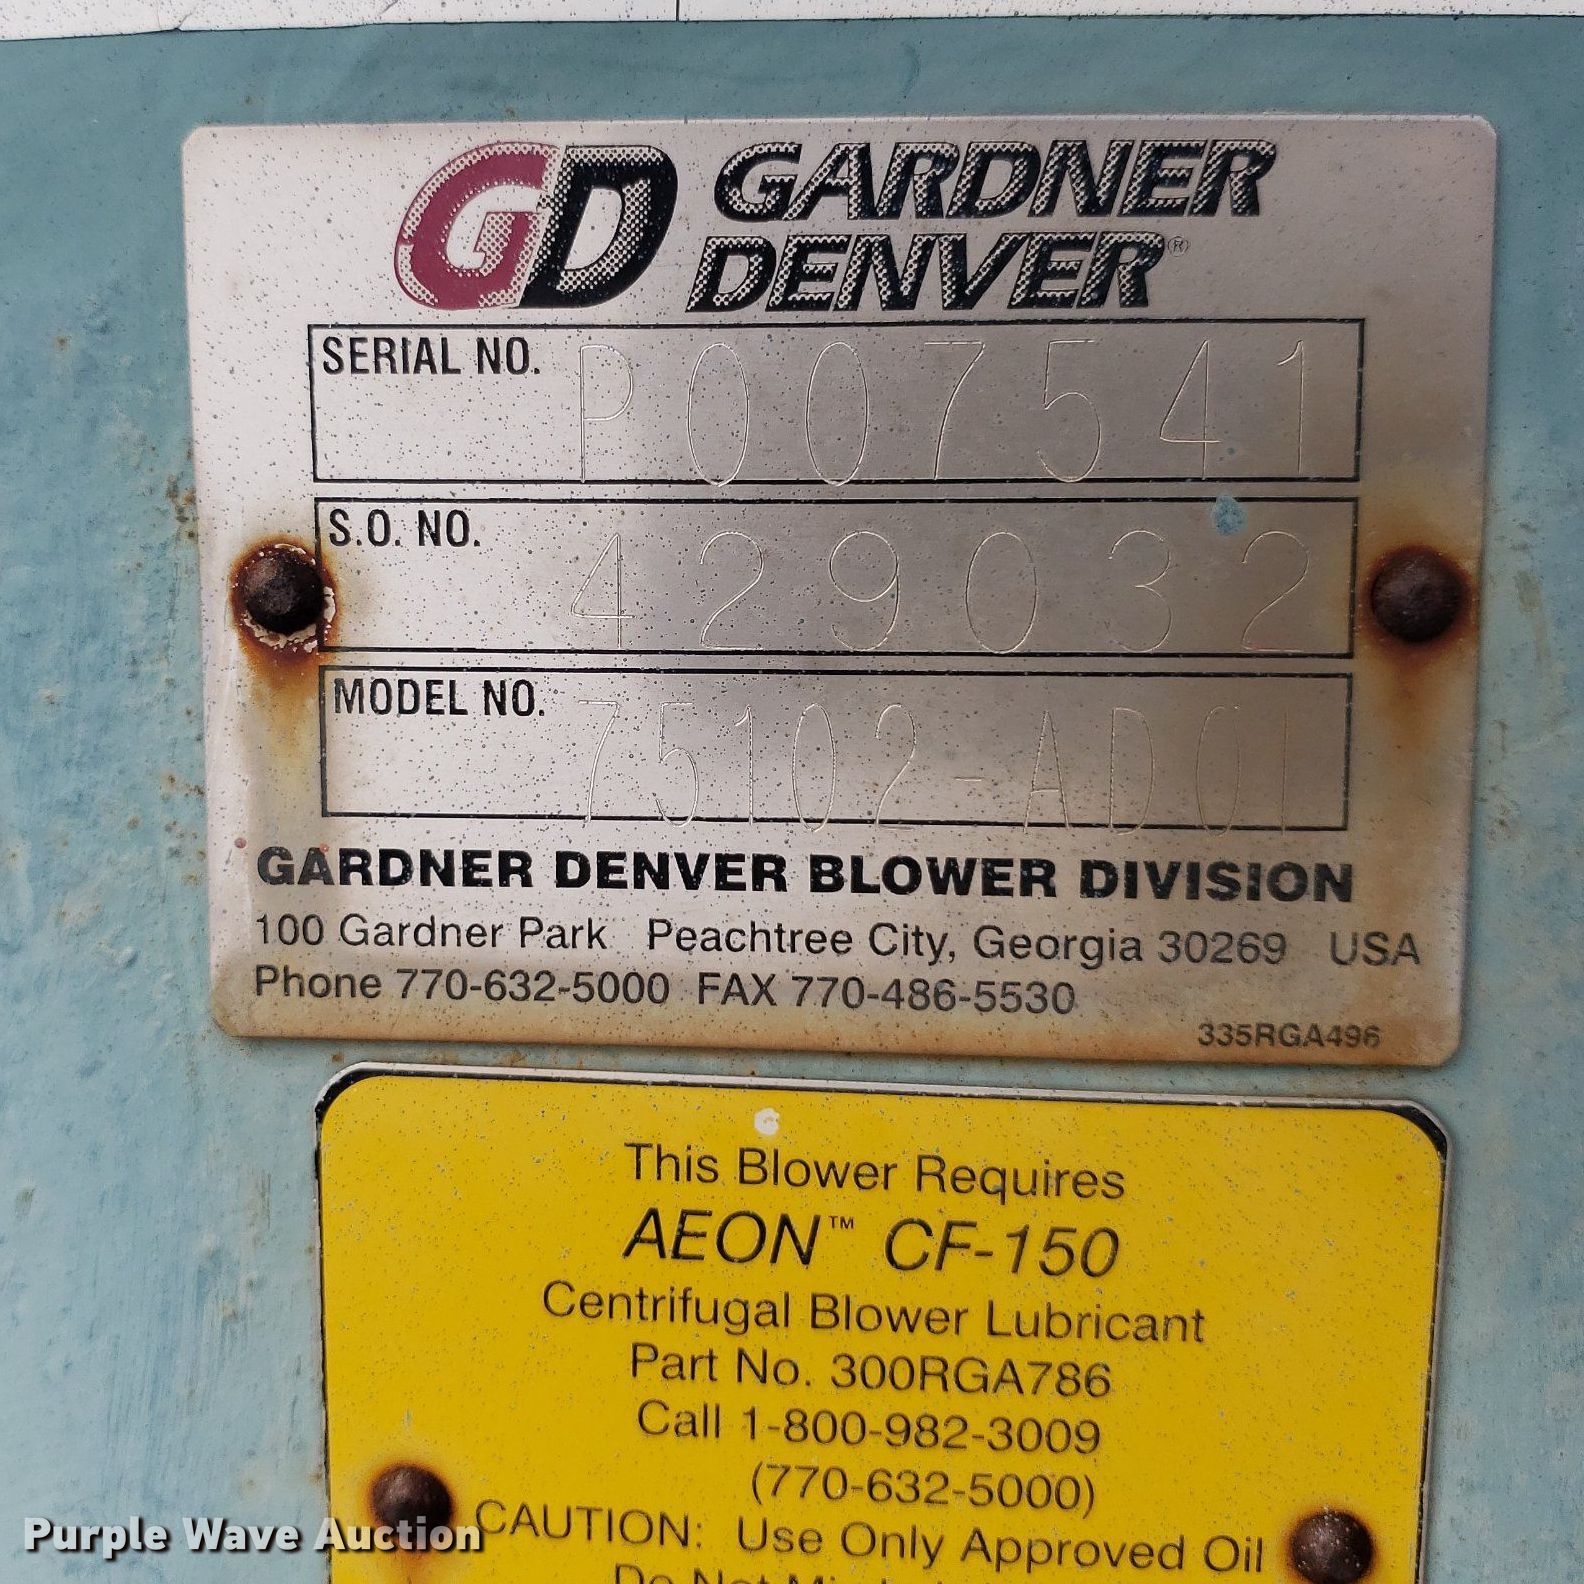 GD GARDNER
DENVER®
SERIAL NO. P007541
S.O. NO. 429032
MODEL NO. 75102-AD01
GARDNER DENVER BLOWER DIVISION
100 Gardner Park Peachtree City, Georgia 30269 USA
Phone 770-632-5000 FAX 770-486-5530
335RGA496
This Blower Requires
AEON™ CF-150
Centrifugal Blower Lubricant
Part No. 300RGA786
Call 1-800-982-3009
(770-632-5000)
CAUTION: Use Only Approved Oil
Do Not
Purple Wave Auction